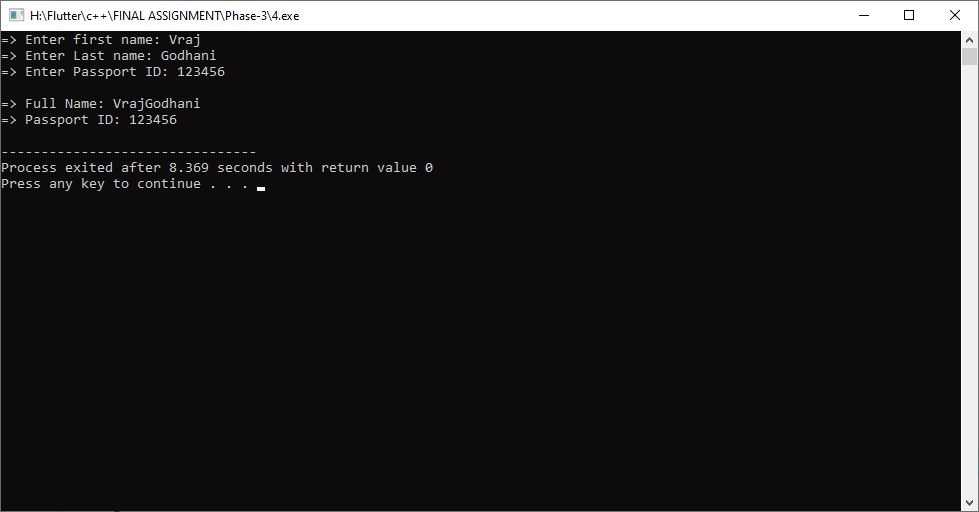 H:\Flutter\c++\FINAL ASSIGNMENT\Phase-3\4.exe
=> Enter first name: Vraj
=> Enter Last name: Godhani
=> Enter Passport ID: 123456
=> Full Name: VrajGodhani
=> Passport ID: 123456
--------------------------------
Process exited after 8.369 seconds with return value 0
Press any key to continue . . .